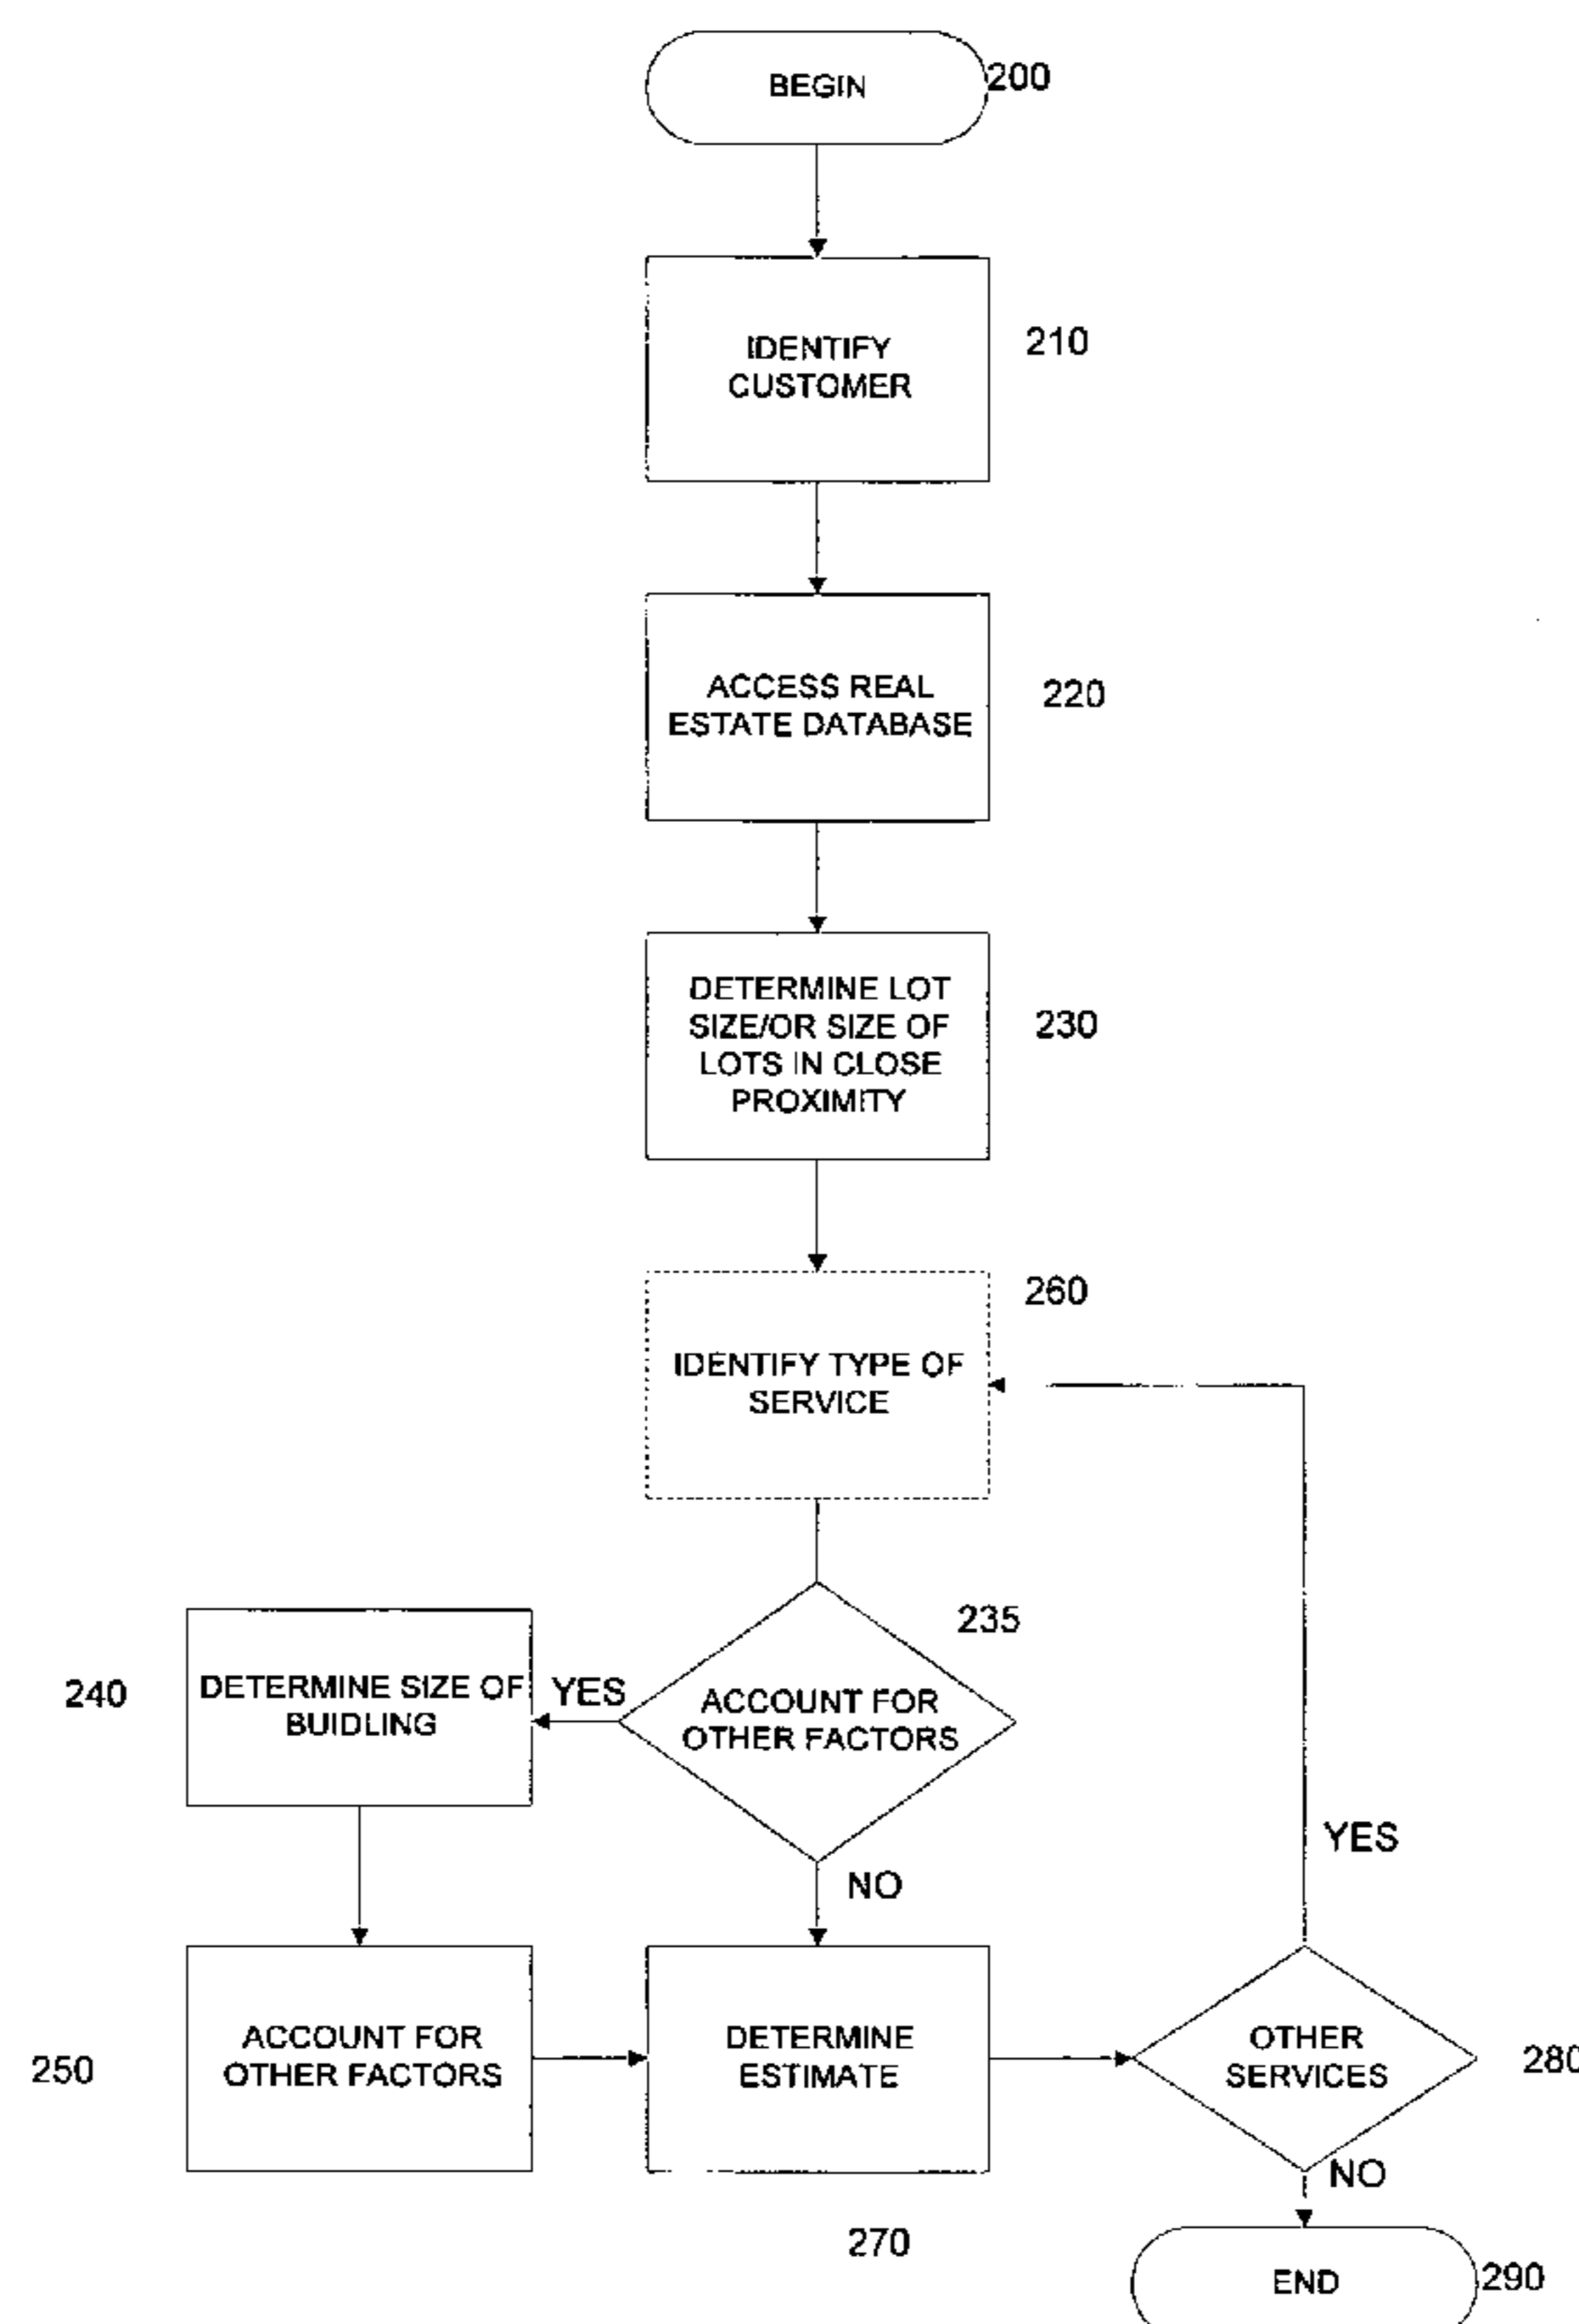 BEGIN
200
IDENTIFY
CUSTOMER
210
ACCESS REAL
ESTATE DATABASE
220
DETERMINE LOT
SIZE/OR SIZE OF
LOTS IN CLOSE
PROXIMITY
230
260
IDENTIFY TYPE OF
SERVICE
235
240
DETERMINE SIZE OF
BUIDLING
YES
ACCOUNT FOR
OTHER FACTORS
YES
NO
250
ACCOUNT FOR
OTHER FACTORS
DETERMINE
ESTIMATE
OTHER
SERVICES
280
NO
270
END
290